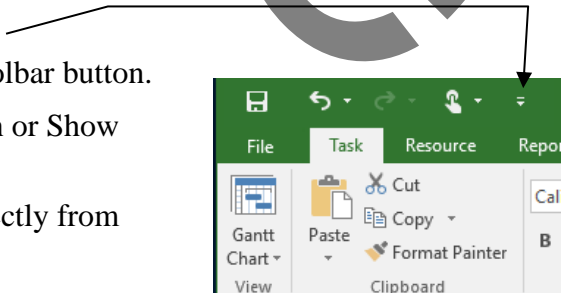 olbar button.
or Show
ctly from
File Task Resource Repor
Gantt Chart
Paste
Cut
Copy
Format Painter
Cal
B
View Clipboard